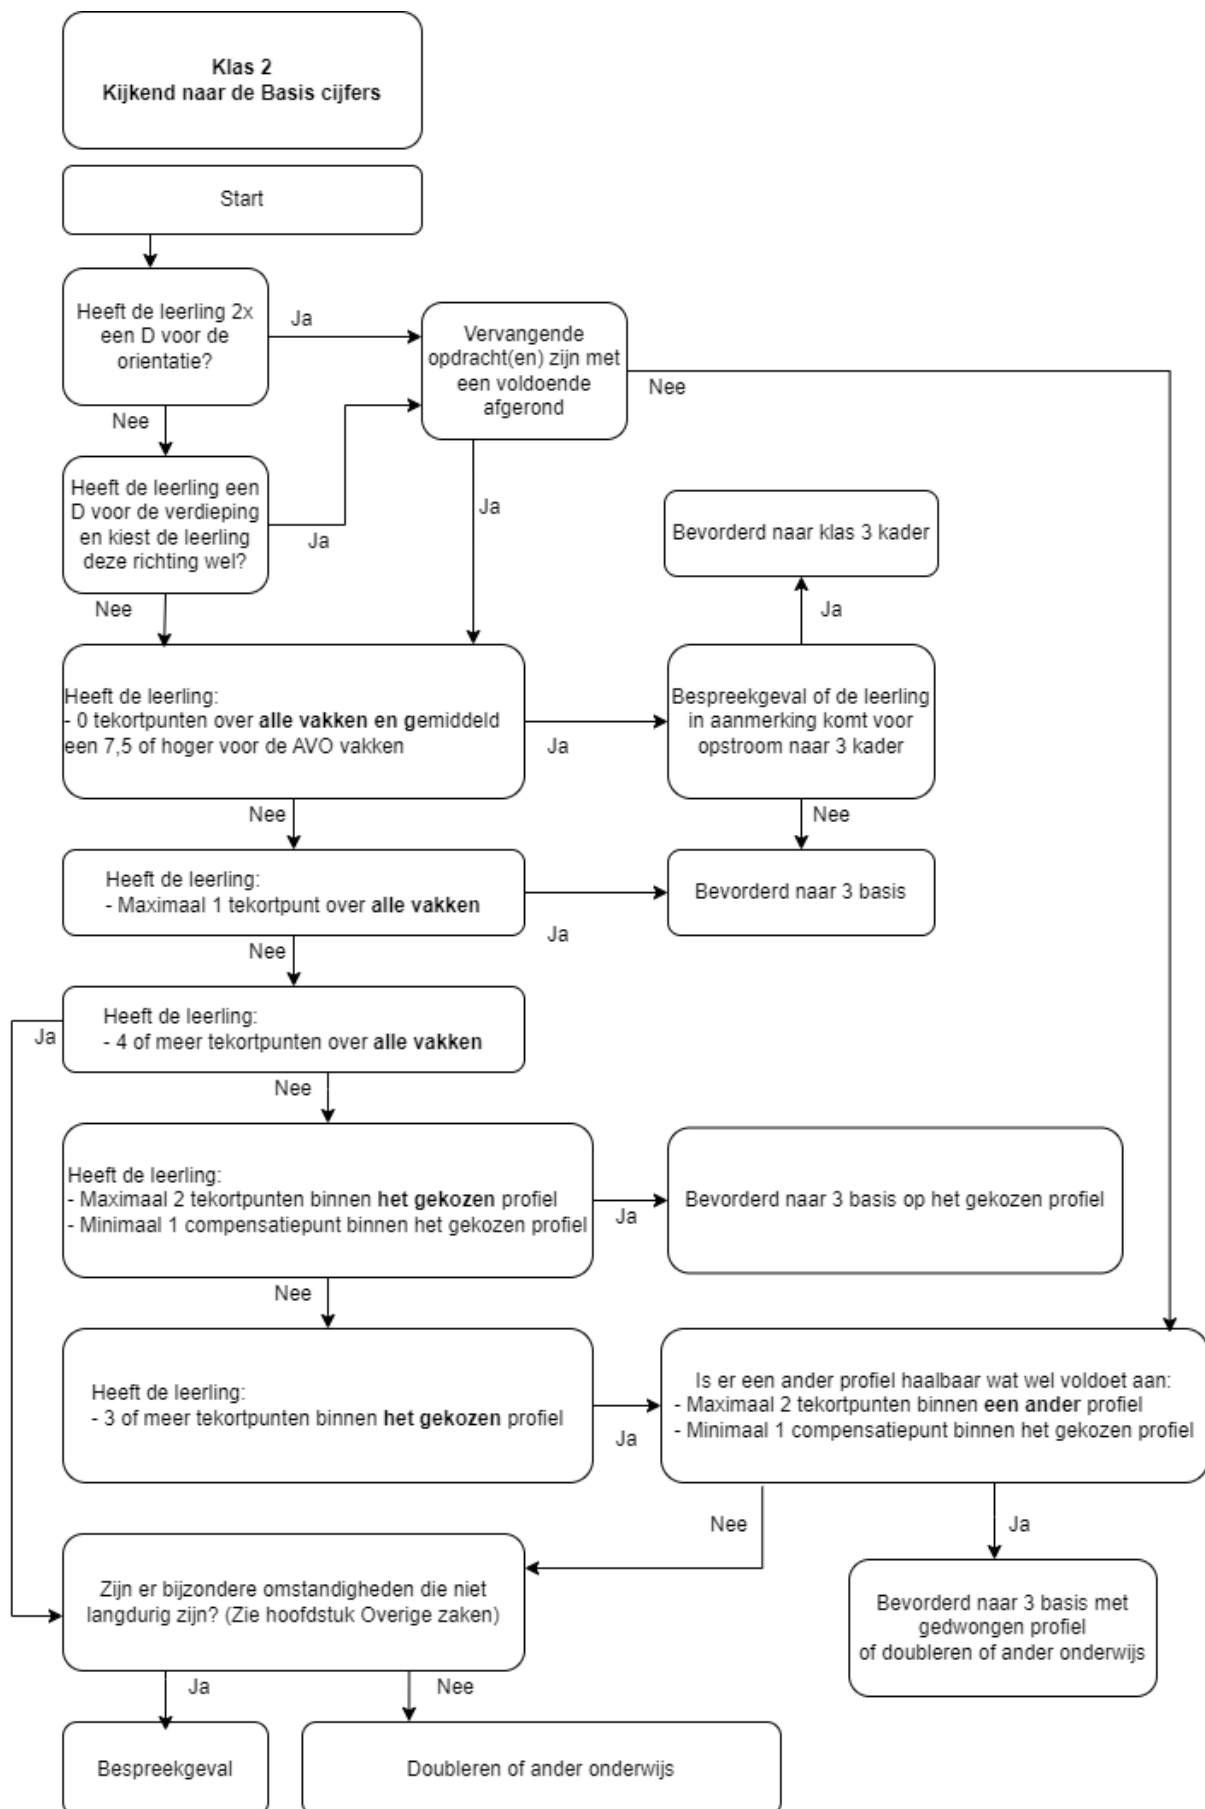 Klas 2
Kijkend naar de Basis cijfers
Start
Heeft de leerling 2x
een D voor de
orientatie?
Ja
Vervangende
opdracht(en) zijn met
een voldoende
afgerond
Nee
Nee
Heeft de leerling een
D voor de verdieping
en kiest de leerling
deze richting wel?
Ja
Ja
Bevorderd naar klas 3 kader
Nee
Ja
Heeft de leerling:
- 0 tekortpunten over alle vakken en gemiddeld
een 7,5 of hoger voor de AVO vakken
Ja
Bespreekgeval of de leerling
in aanmerking komt voor
opstroom naar 3 kader
Nee
Nee
Heeft de leerling:
- Maximaal 1 tekortpunt over alle vakken
Ja
Bevorderd naar 3 basis
Nee
Heeft de leerling:
- 4 of meer tekortpunten over alle vakken
Ja
Nee
Heeft de leerling:
- Maximaal 2 tekortpunten binnen het gekozen profiel
- Minimaal 1 compensatiepunt binnen het gekozen profiel
Ja
Bevorderd naar 3 basis op het gekozen profiel
Nee
Heeft de leerling:
- 3 of meer tekortpunten binnen het gekozen profiel
Ja
Is er een ander profiel haalbaar wat wel voldoet aan:
- Maximaal 2 tekortpunten binnen een ander profiel
- Minimaal 1 compensatiepunt binnen het gekozen profiel
Nee
Ja
Zijn er bijzondere omstandigheden die niet
langdurig zijn? (Zie hoofdstuk Overige zaken)
Bevorderd naar 3 basis met
gedwongen profiel
of doubleren of ander onderwijs
Ja
Nee
Bespreekgeval
Doubleren of ander onderwijs